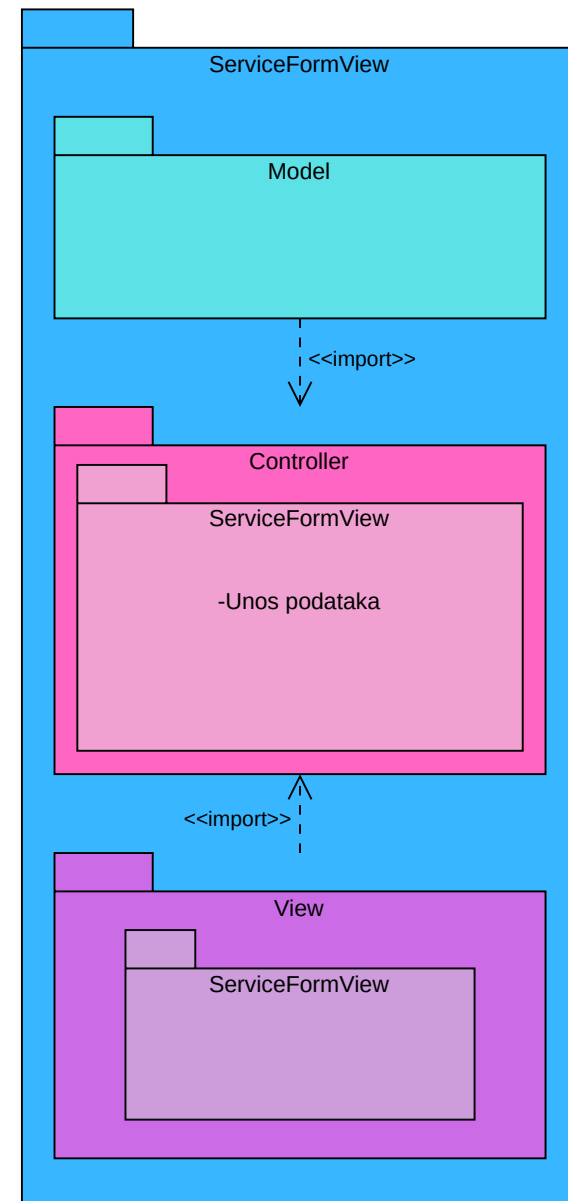 ServiceFormView
Model
<<import>>
Controller
ServiceFormView
-Unos podataka
<<import>>
View
ServiceFormView